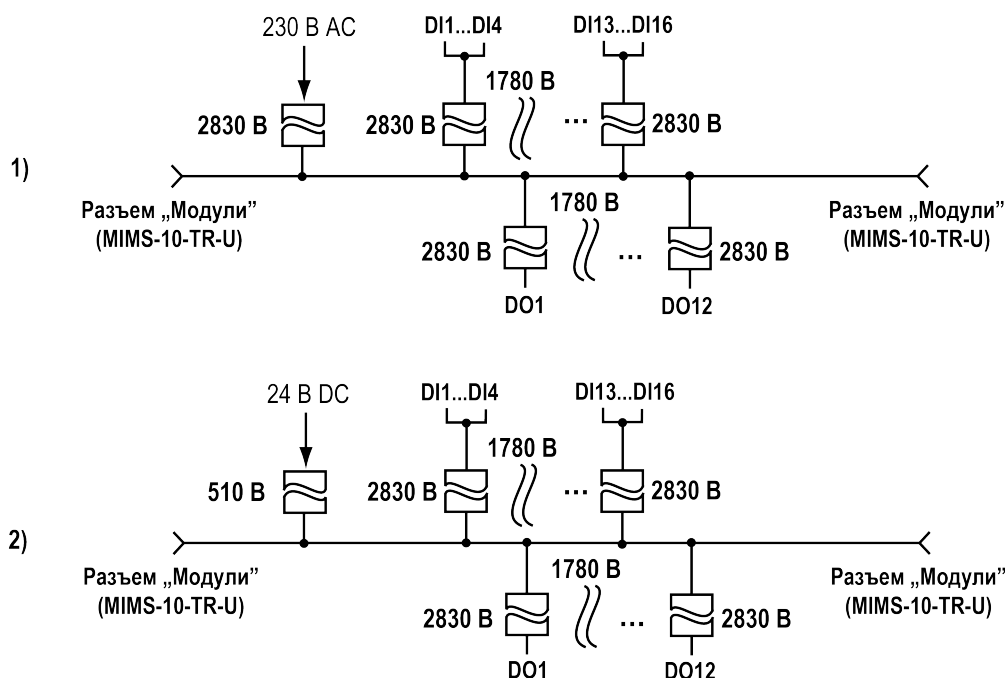 230 В AC
DI1...DI4
DI13...DI16
1780 В
2830 В
2830 В
...
2830 В
1)
Разъем „Модули”
(MIMS-10-TR-U)
1780 В
Разъем „Модули”
(MIMS-10-TR-U)
2830 В
...
2830 В
DO1
DO12
24 В DC
DI1...DI4
DI13...DI16
1780 В
510 В
2830 В
...
2830 В
2)
Разъем „Модули”
(MIMS-10-TR-U)
1780 В
Разъем „Модули”
(MIMS-10-TR-U)
2830 В
...
2830 В
DO1
DO12